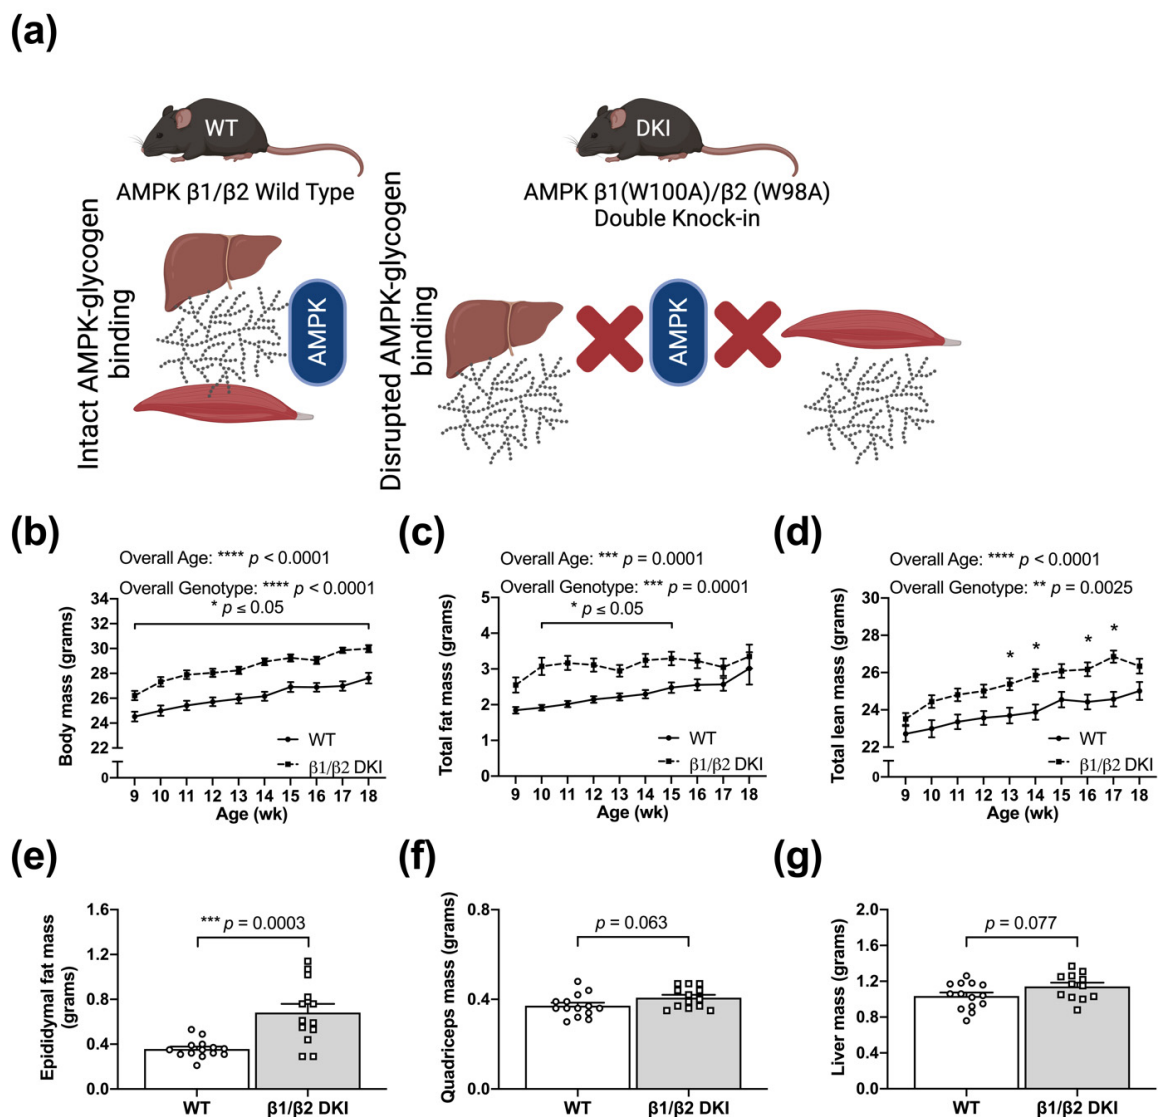 (a)
WT
DKI
AMPK β1/β2 Wild Type
AMPK β1(W100A)/β2 (W98A)
Double Knock-in
Intact AMPK-glycogen
binding
AMPK
Disrupted AMPK-glycogen
binding
AMPK
(b)
Overall Age: **** p < 0.0001
Overall Genotype: **** p < 0.0001
* p ≤ 0.05
Body mass (grams)
34
32
30
28
26
24
22
0
WT
β1/β2 DKI
9 10 11 12 13 14 15 16 17 18
Age (wk)
(c)
Overall Age: *** p = 0.0001
Overall Genotype: *** p = 0.0001
* p ≤ 0.05
Total fat mass (grams)
5
4
3
2
1
0
WT
β1/β2 DKI
9 10 11 12 13 14 15 16 17 18
Age (wk)
(d)
Overall Age: **** p < 0.0001
Overall Genotype: ** p = 0.0025
Total lean mass (grams)
30
28
26
24
22
0
* * * *
WT
β1/β2 DKI
9 10 11 12 13 14 15 16 17 18
Age (wk)
(e)
Epididymal fat mass
(grams)
1.6
1.2
0.8
0.4
0.0
*** p = 0.0003
WT β1/β2 DKI
(f)
Quadriceps mass (grams)
0.8
0.4
0.0
p = 0.063
WT β1/β2 DKI
(g)
Liver mass (grams)
2.0
1.6
1.2
0.8
0.4
0.0
p = 0.077
WT β1/β2 DKI